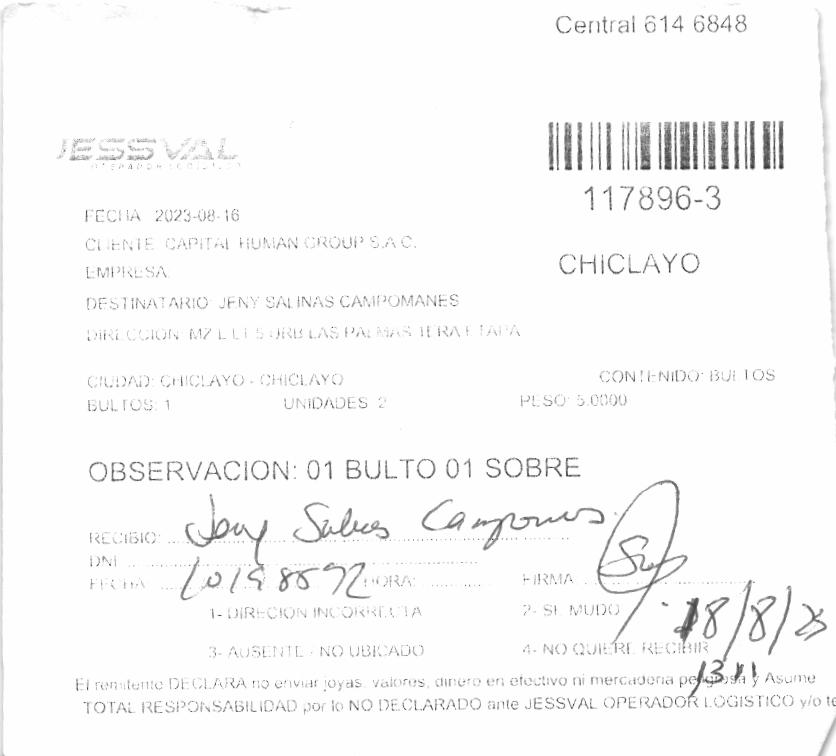 Central 614 6848
JESSVAL
OPERADOR LOGISTICO
117896-3
FECHA 2023-08-16
CLIENTE: CAPITAL HUMAN GROUP S.A.C.
CHICLAYO
EMPRESA:
DESTINATARIO: JENY SALINAS CAMPOMANES
DIRECCION: MZ L LT 5 URB LAS PALMAS 1ERA ETAPA
CIUDAD: CHICLAYO - CHICLAYO CONTENIDO: BULTOS
BULTOS: 1 UNIDADES 2 PESO: 5.0000
OBSERVACION: 01 BULTO 01 SOBRE
RECIBIO: Jeny Salinas Campomanes
DNI
FECHA HORA: FIRMA
1- DIRECION INCORRECTA 2- SE MUDO 18/8/23
3- AUSENTE - NO UBICADO 4- NO QUIERE RECIBIR
El remitente DECLARA no enviar joyas, valores, dinero en efectivo ni mercaderia peligrosa y Asume
TOTAL RESPONSABILIDAD por lo NO DECLARADO ante JESSVAL OPERADOR LOGISTICO y/o te